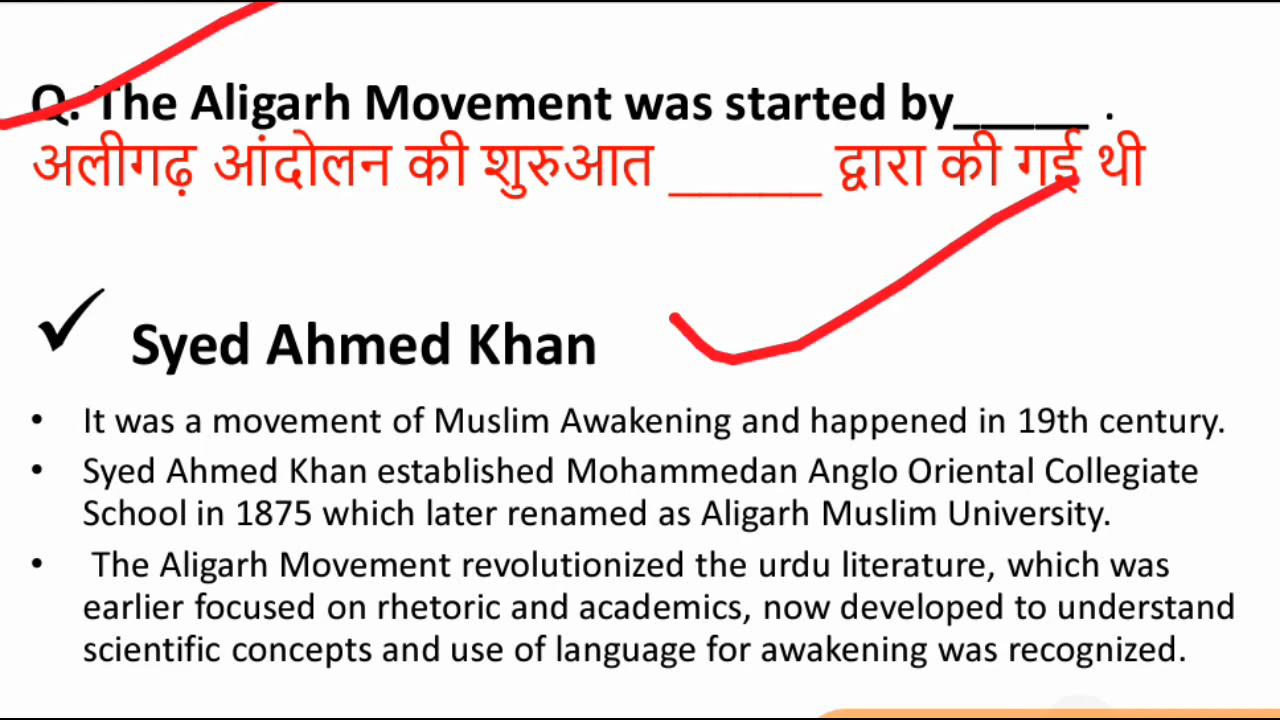 Q. The Aligarh Movement was started by_____ .
अलीगढ़ आंदोलन की शुरुआत _____ द्वारा की गई थी
✓ Syed Ahmed Khan
• It was a movement of Muslim Awakening and happened in 19th century.
• Syed Ahmed Khan established Mohammedan Anglo Oriental Collegiate
School in 1875 which later renamed as Aligarh Muslim University.
• The Aligarh Movement revolutionized the urdu literature, which was
earlier focused on rhetoric and academics, now developed to understand
scientific concepts and use of language for awakening was recognized.